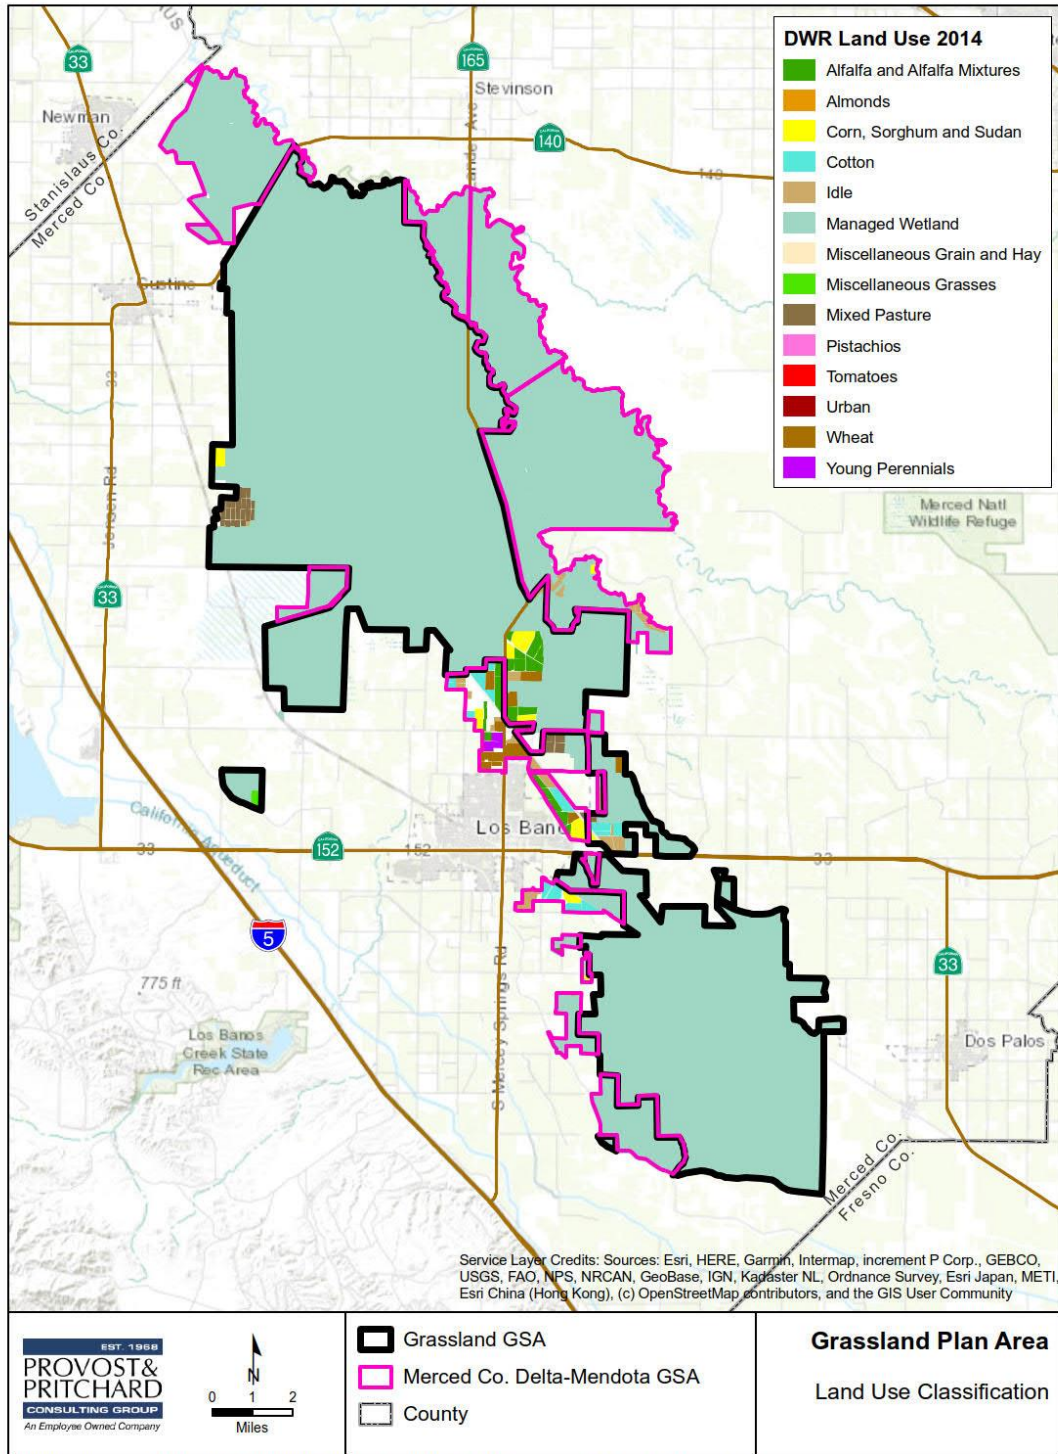 33
Newman
Stanislaus Co.
Merced Co.
165
Stevinson
140
140
Gustine
33
33
DWR Land Use 2014
Alfalfa and Alfalfa Mixtures
Almonds
Corn, Sorghum and Sudan
Cotton
Idle
Managed Wetland
Miscellaneous Grain and Hay
Miscellaneous Grasses
Mixed Pasture
Pistachios
Tomatoes
Urban
Wheat
Young Perennials
Merced Natl
Wildlife Refuge
California Aqueduct
Los Banos
33
152
152
33
5
33
775 ft
S Mercey Springs Rd
Los Banos
Creek State
Rec Area
Dos Palos
Merced Co.
Fresno Co.
Service Layer Credits: Sources: Esri, HERE, Garmin, Intermap, increment P Corp., GEBCO,
USGS, FAO, NPS, NRCAN, GeoBase, IGN, Kadaster NL, Ordnance Survey, Esri Japan, METI,
Esri China (Hong Kong), (c) OpenStreetMap contributors, and the GIS User Community
EST. 1968
PROVOST&
PRITCHARD
CONSULTING GROUP
An Employee Owned Company
N
0 1 2
Miles
Grassland GSA
Merced Co. Delta-Mendota GSA
County
Grassland Plan Area
Land Use Classification